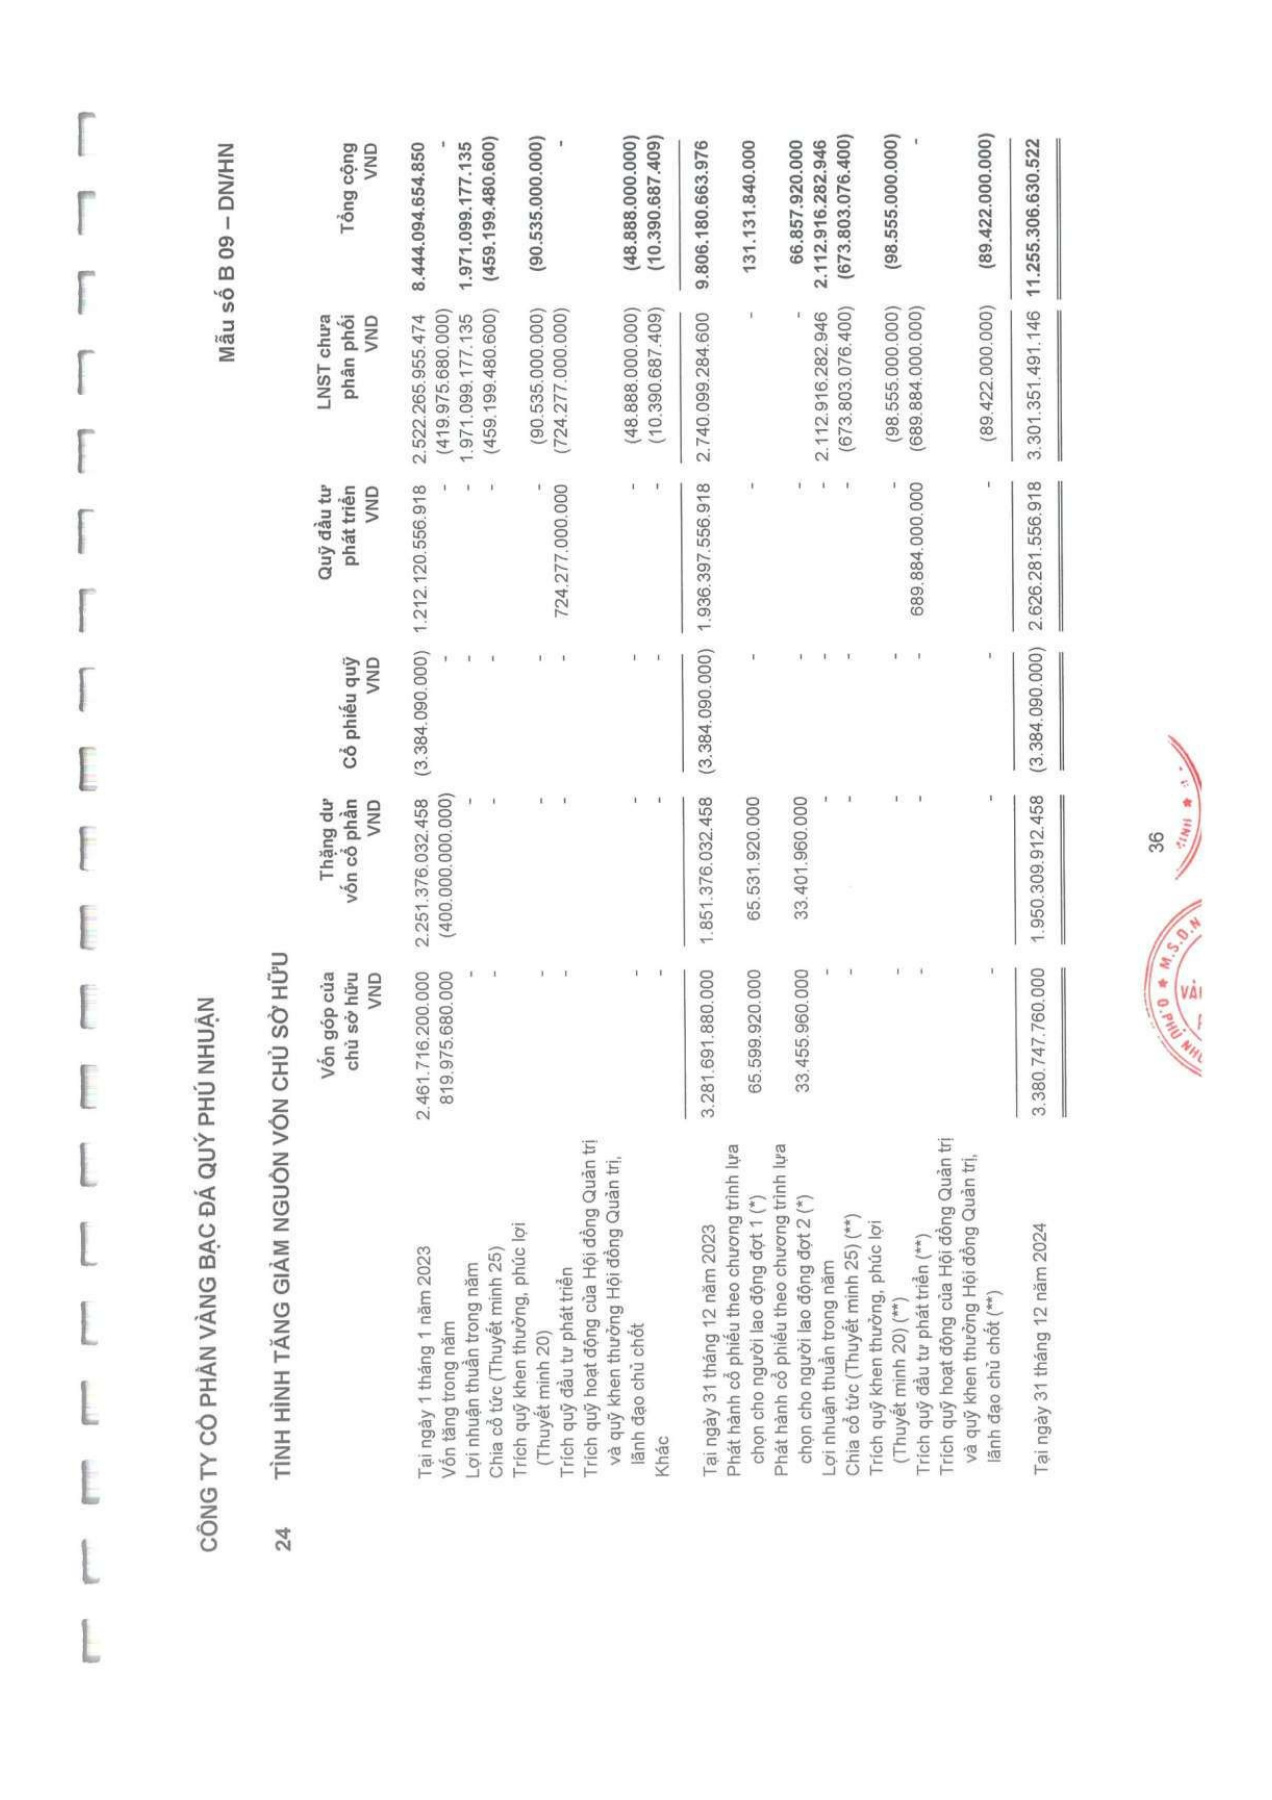 CÔNG TY CỔ PHẦN VÀNG BẠC ĐÁ QUÝ PHÚ NHUẬN
Mẫu số B 09 – DN/HN
24 TÌNH HÌNH TĂNG GIẢM NGUỒN VỐN CHỦ SỞ HỮU
Vốn góp của Thặng dư Quỹ đầu tư LNST chưa
chủ sở hữu vốn cổ phần Cổ phiếu quỹ phát triển phân phối Tổng cộng
VND VND VND VND VND VND
Tại ngày 1 tháng 1 năm 2023 2.461.716.200.000 2.251.376.032.458 (3.384.090.000) 1.212.120.556.918 2.522.265.955.474 8.444.094.654.850
Vốn tăng trong năm 819.975.680.000 (400.000.000.000) - - (419.975.680.000) -
Lợi nhuận thuần trong năm - - - - 1.971.099.177.135 1.971.099.177.135
Chia cổ tức (Thuyết minh 25) - - - - (459.199.480.600) (459.199.480.600)
Trích quỹ khen thưởng, phúc lợi
(Thuyết minh 20) - - - - (90.535.000.000) (90.535.000.000)
Trích quỹ đầu tư phát triển - - - 724.277.000.000 (724.277.000.000) -
Trích quỹ hoạt động của Hội đồng Quản trị
và quỹ khen thưởng Hội đồng Quản trị,
lãnh đạo chủ chốt - - - - (48.888.000.000) (48.888.000.000)
Khác - - - - (10.390.687.409) (10.390.687.409)
Tại ngày 31 tháng 12 năm 2023 3.281.691.880.000 1.851.376.032.458 (3.384.090.000) 1.936.397.556.918 2.740.099.284.600 9.806.180.663.976
Phát hành cổ phiếu theo chương trình lựa
chọn cho người lao động đợt 1 (*) 65.599.920.000 65.531.920.000 - - - 131.131.840.000
Phát hành cổ phiếu theo chương trình lựa
chọn cho người lao động đợt 2 (*) 33.455.960.000 33.401.960.000 - - - 66.857.920.000
Lợi nhuận thuần trong năm - - - - 2.112.916.282.946 2.112.916.282.946
Chia cổ tức (Thuyết minh 25) (**) - - - - (673.803.076.400) (673.803.076.400)
Trích quỹ khen thưởng, phúc lợi
(Thuyết minh 20) (**) - - - - (98.555.000.000) (98.555.000.000)
Trích quỹ đầu tư phát triển (**) - - - 689.884.000.000 (689.884.000.000) -
Trích quỹ hoạt động của Hội đồng Quản trị
và quỹ khen thưởng Hội đồng Quản trị,
lãnh đạo chủ chốt (**) - - - - (89.422.000.000) (89.422.000.000)
Tại ngày 31 tháng 12 năm 2024 3.380.747.760.000 1.950.309.912.458 (3.384.090.000) 2.626.281.556.918 3.301.351.491.146 11.255.306.630.522
36
M.S.D.N